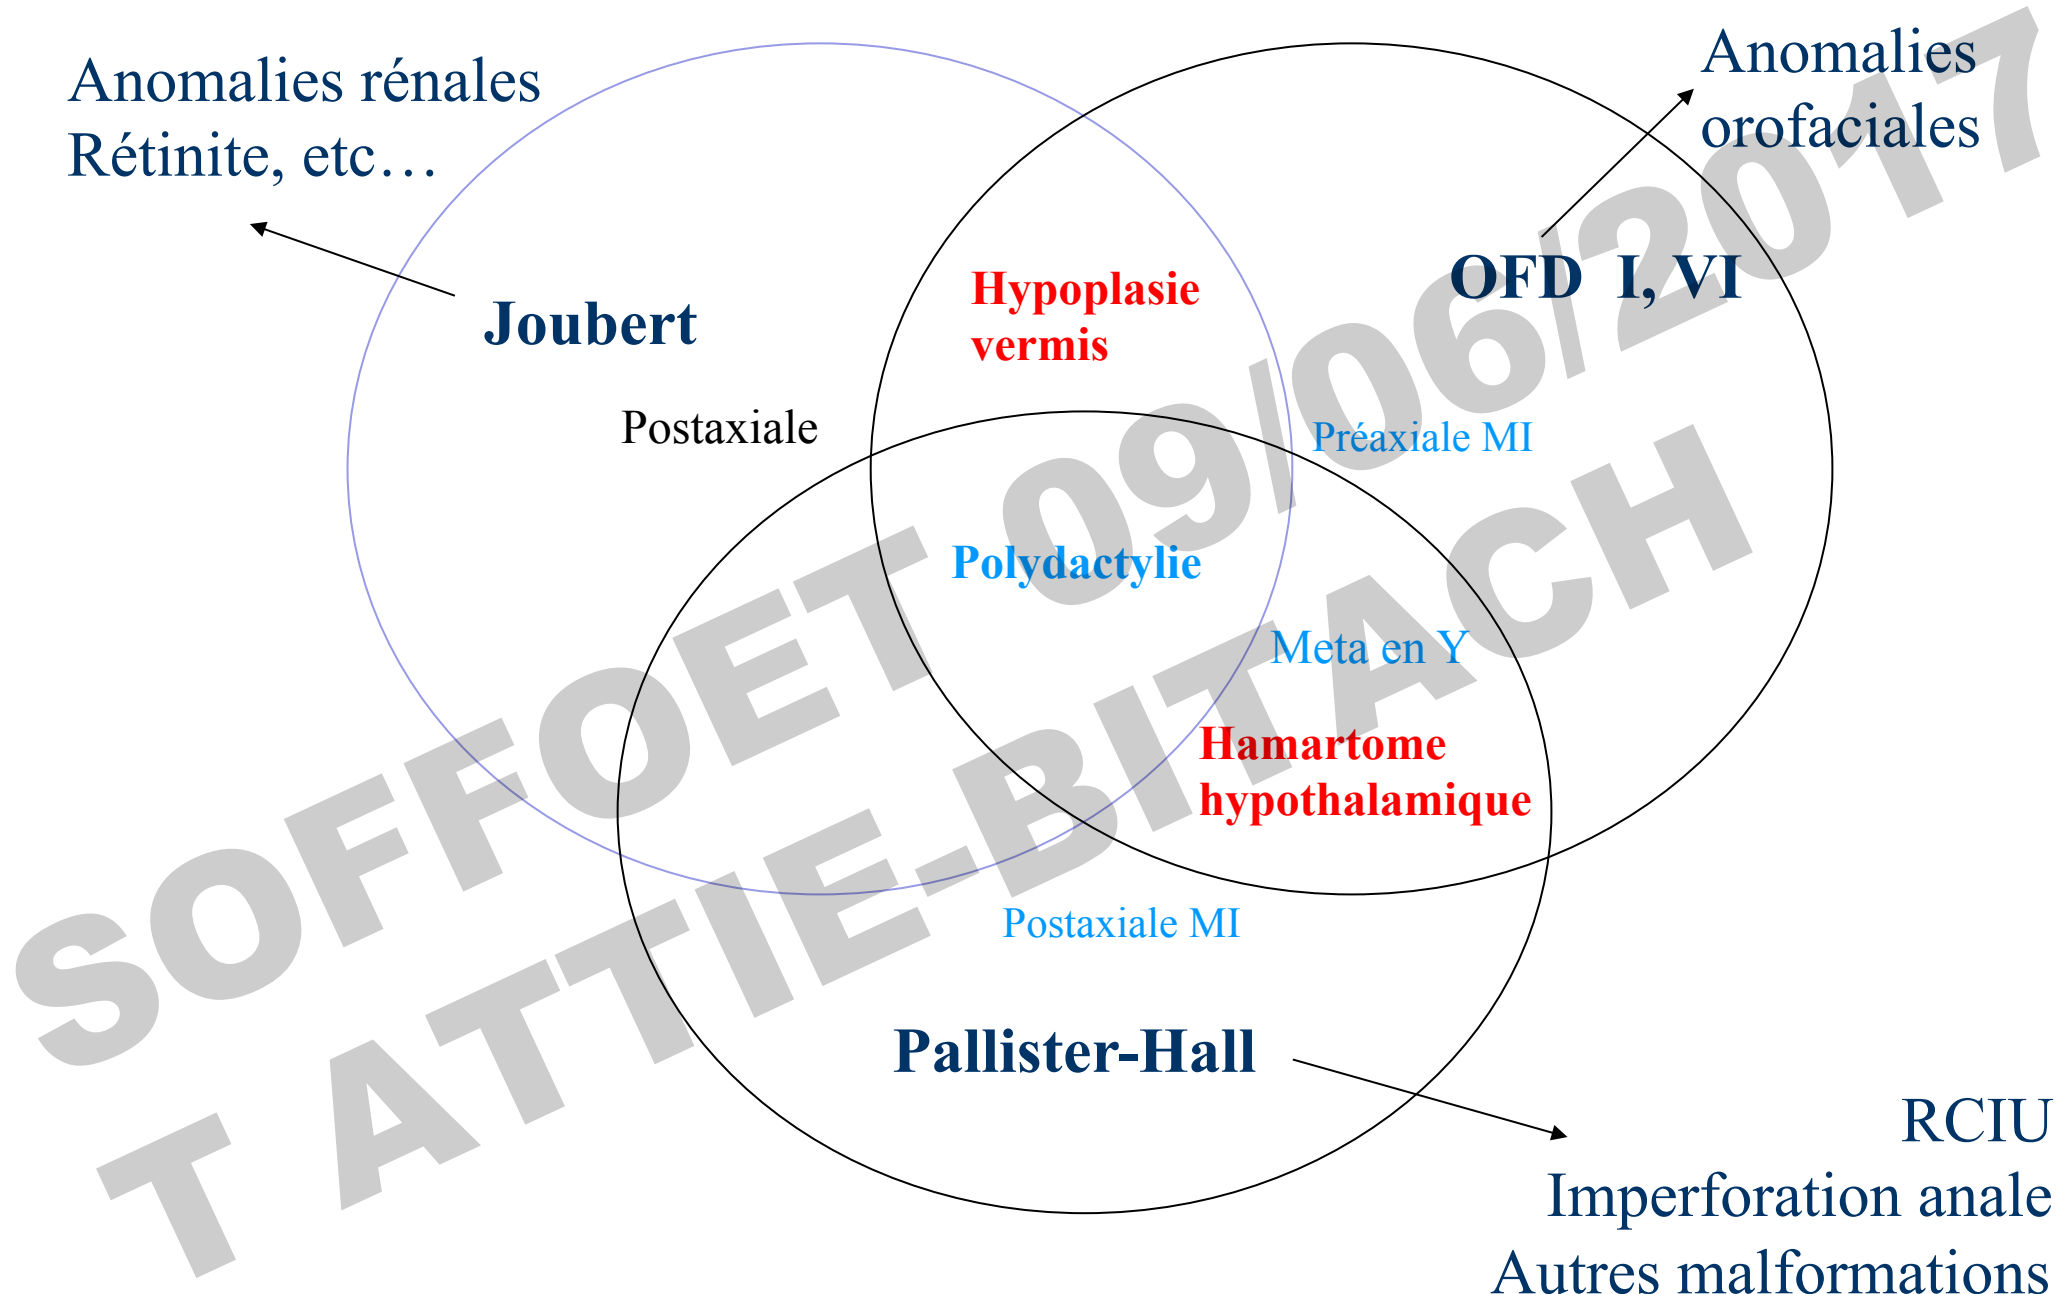 Anomalies rénales
Rétinite, etc…
Anomalies
orofaciales
Joubert
OFD  I, VI
Hypoplasie
vermis
Postaxiale
Préaxiale MI
Polydactylie
Meta en Y
Hamartome
hypothalamique
Postaxiale MI
Pallister-Hall
RCIU
Imperforation anale
Autres malformations
SOFFOET 09/06/2017
T ATTIE-BITACH